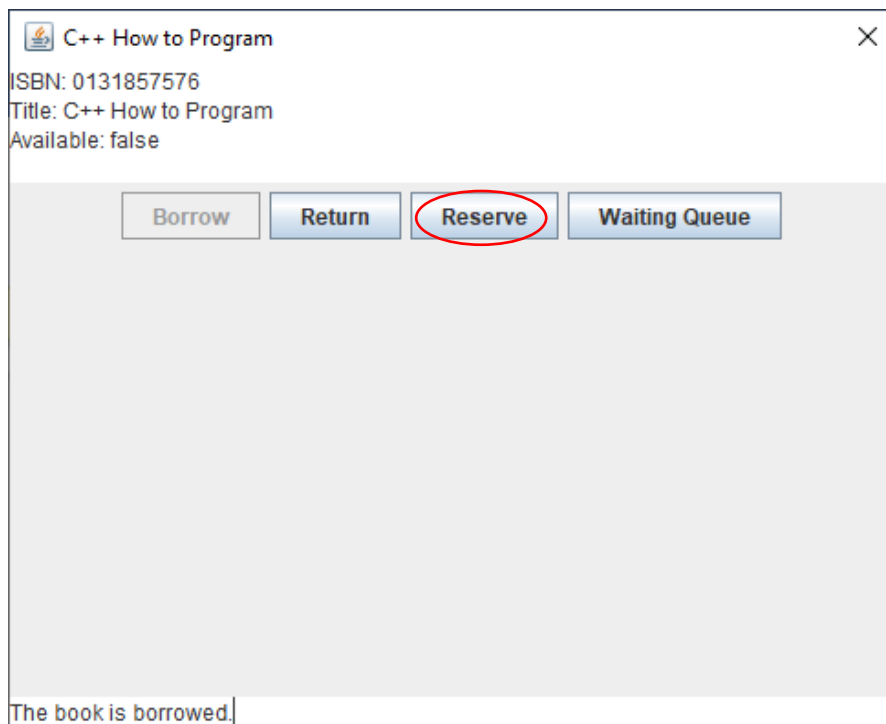 C++ How to Program
ISBN: 0131857576
Title: C++ How to Program
Available: false
Borrow Return Reserve Waiting Queue
The book is borrowed.